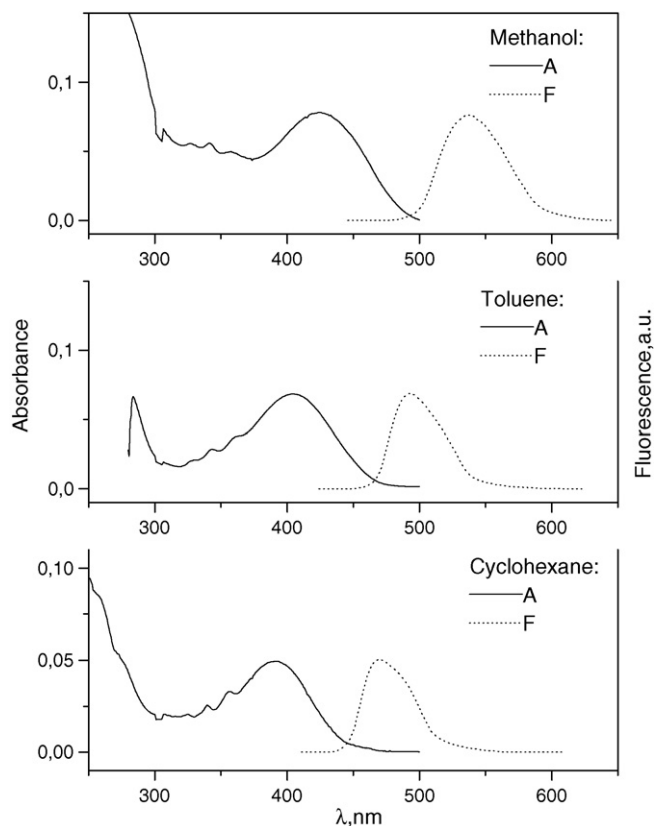 Methanol:
A
F
0,1
0,0
300 400 500 600
Toluene:
A
F
0,1
0,0
300 400 500 600
Absorbance
Fluorescence,a.u.
Cyclohexane:
A
F
0,10
0,05
0,00
300 400 500 600
λ,nm